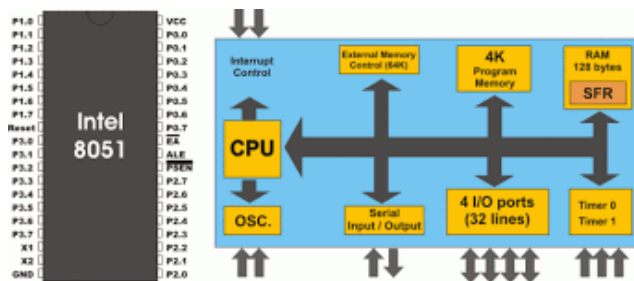 P1.0
P1.1
P1.2
P1.3
P1.4
P1.5
P1.6
P1.7
Reset
P3.0
P3.1
P3.2
P3.3
P3.4
P3.5
P3.6
P3.7
X1
X2
GND
Intel
8051
VCC
P0.0
P0.1
P0.2
P0.3
P0.4
P0.5
P0.6
P0.7
EA
ALE
PSEN
P2.7
P2.6
P2.5
P2.4
P2.3
P2.2
P2.1
P2.0
Interrupt
Control
External Memory
Control (64K)
4K
Program
Memory
RAM
128 bytes
SFR
CPU
OSC.
Serial
Input / Output
4 I/O ports
(32 lines)
Timer 0
Timer 1